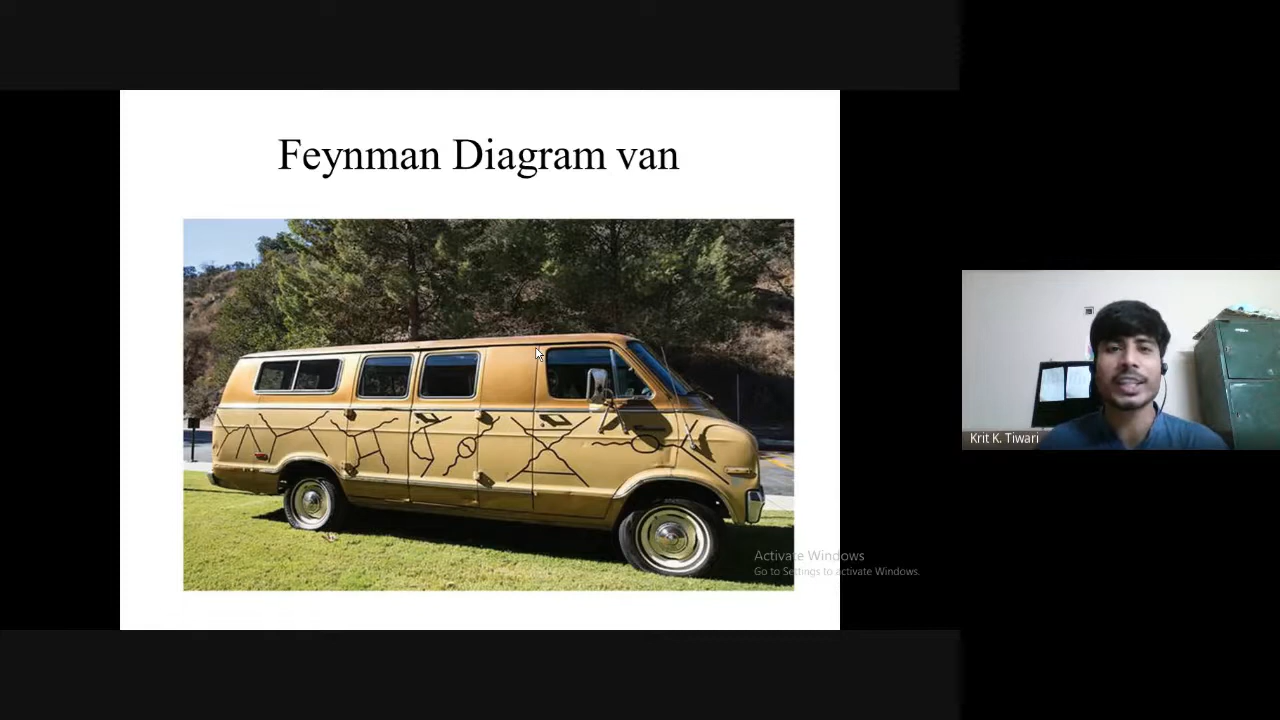 Feynman Diagram van
Krit K. Tiwari
Activate Windows
Go to Settings to activate Windows.